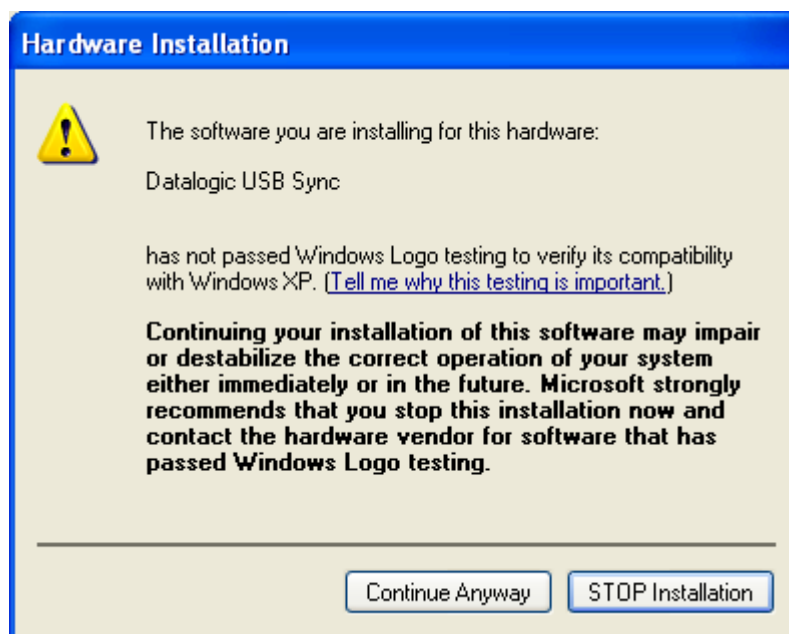 Hardware Installation
The software you are installing for this hardware:
Datalogic USB Sync
has not passed Windows Logo testing to verify its compatibility
with Windows XP. (Tell me why this testing is important.)
Continuing your installation of this software may impair
or destabilize the correct operation of your system
either immediately or in the future. Microsoft strongly
recommends that you stop this installation now and
contact the hardware vendor for software that has
passed Windows Logo testing.
Continue Anyway
STOP Installation